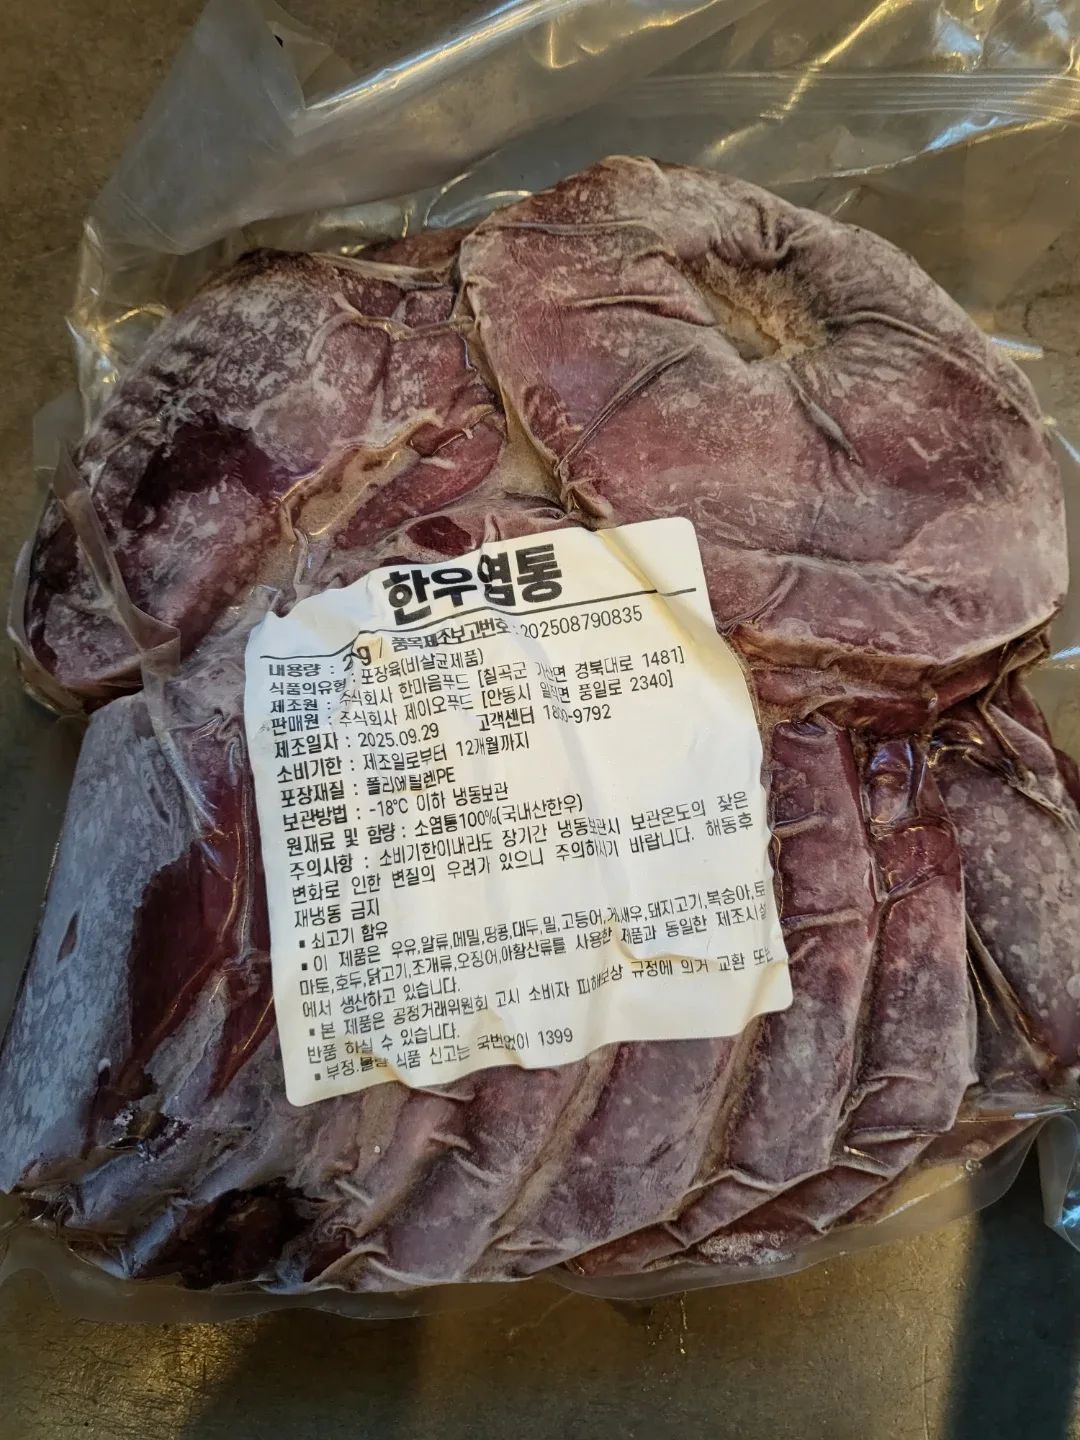 한우염통
내용량 : / 품목제조보고번호:202508790835
식품의유형 : 포장육(비살균제품)
제조원 : 주식회사 한마음푸드 [칠곡군 가산면 경북대로 1481]
판매원 : 주식회사 제이오푸드 [안동시 일직면 풍일로 2340]
제조일자 : 2025.09.29 고객센터
소비기한 : 제조일로부터 12개월까지
포장재질 : 폴리에틸렌PE
보관방법 : -18℃ 이하 냉동보관
원재료 및 함량 : 소염통100%(국내산한우)
주의사항 : 소비기한이내라도 장기간 냉동보관시 보관온도의 잦은
변화로 인한 변질의 우려가 있으니 주의하시기 바랍니다. 해동후
재냉동 금지
▪ 쇠고기 함유
▪ 이 제품은 우유,알류,메밀,땅콩,대두,밀,고등어,게,새우,돼지고기,복숭아,토
마토,호두,닭고기,조개류,오징어,아황산류를 사용한 제품과 동일한 제조시설
에서 생산하고 있습니다.
▪ 본 제품은 공정거래위원회 고시 소비자 피해보상 규정에 의거 교환 또는
반품 하실 수 있습니다.
▪ 부정.불량 식품 신고는 국번없이 1399